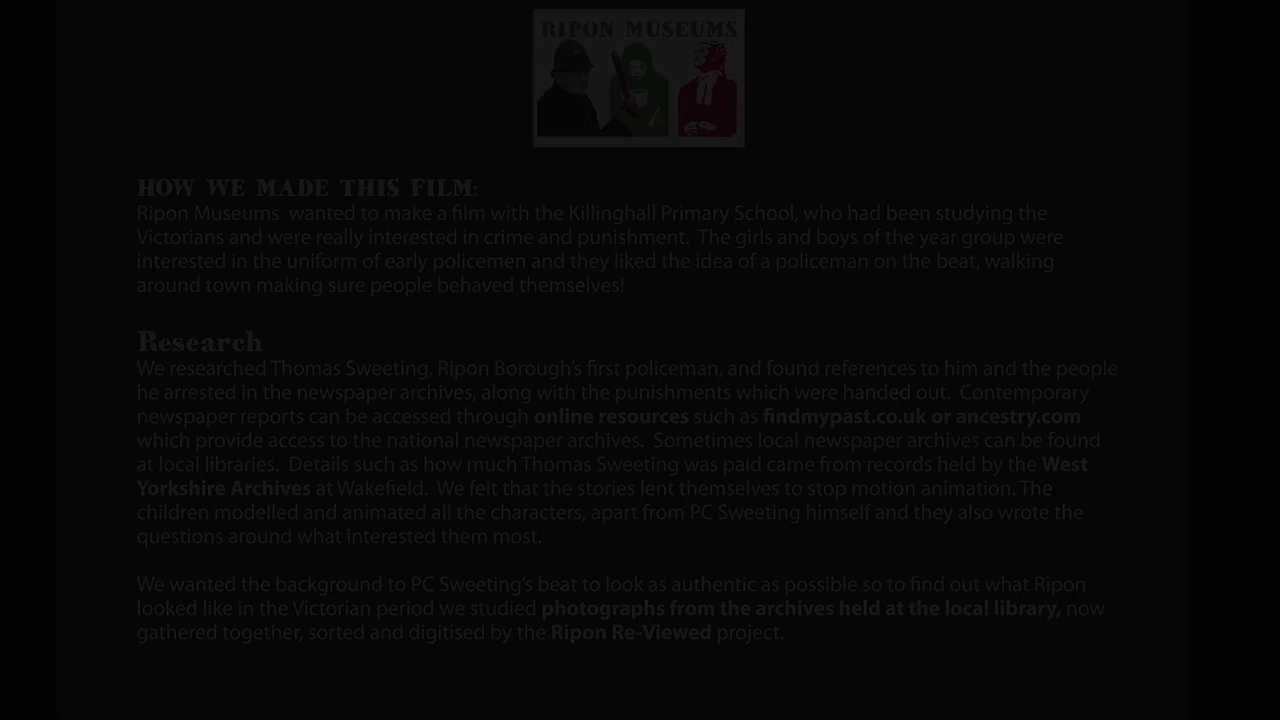 RIPON MUSEUMS
HOW WE MADE THIS FILM:
Ripon Museums wanted to make a film with the Killinghall Primary School, who had been studying the
Victorians and were really interested in crime and punishment. The girls and boys of the year group were
interested in the uniform of early policemen and they liked the idea of a policeman on the beat, walking
around town making sure people behaved themselves!
Research
We researched Thomas Sweeting, Ripon Borough's first policeman, and found references to him and the people
he arrested in the newspaper archives, along with the punishments which were handed out. Contemporary
newspaper reports can be accessed through online resources such as findmypast.co.uk or ancestry.com
which provide access to the national newspaper archives. Sometimes local newspaper archives can be found
at local libraries. Details such as how much Thomas Sweeting was paid came from records held by the West
Yorkshire Archives at Wakefield. We felt that the stories lent themselves to stop motion animation. The
children modelled and animated all the characters, apart from PC Sweeting himself and they also wrote the
questions around what interested them most.
We wanted the background to PC Sweeting's beat to look as authentic as possible so to find out what Ripon
looked like in the Victorian period we studied photographs from the archives held at the local library, now
gathered together, sorted and digitised by the Ripon Re-Viewed project.